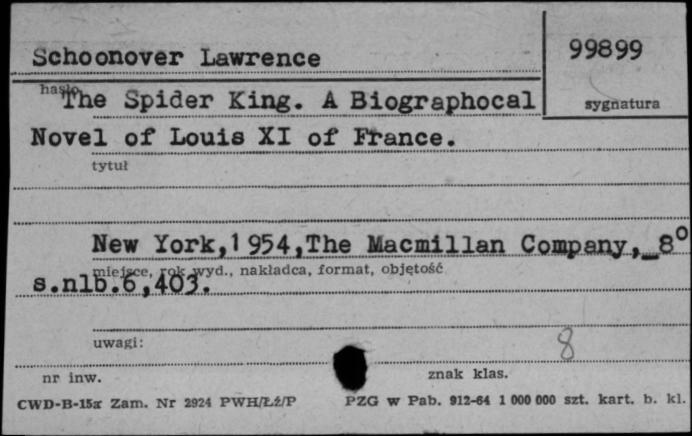 Schoonover Lawrence
99899
hasło
The Spider King. A Biographocal
sygnatura
Novel of Louis XI of France.
tytuł
New York,1954,The Macmillan Company,_8º
miejsce, rok wyd., nakładca, format, objętość
s.nlb.6,403.
uwagi:
8
nr inw.
znak klas.
CWD-B-15a Zam. Nr 2924 PWH/ŁŻ/P
PZG w Pab. 912-64 1 000 000 szt. kart. b. kl.